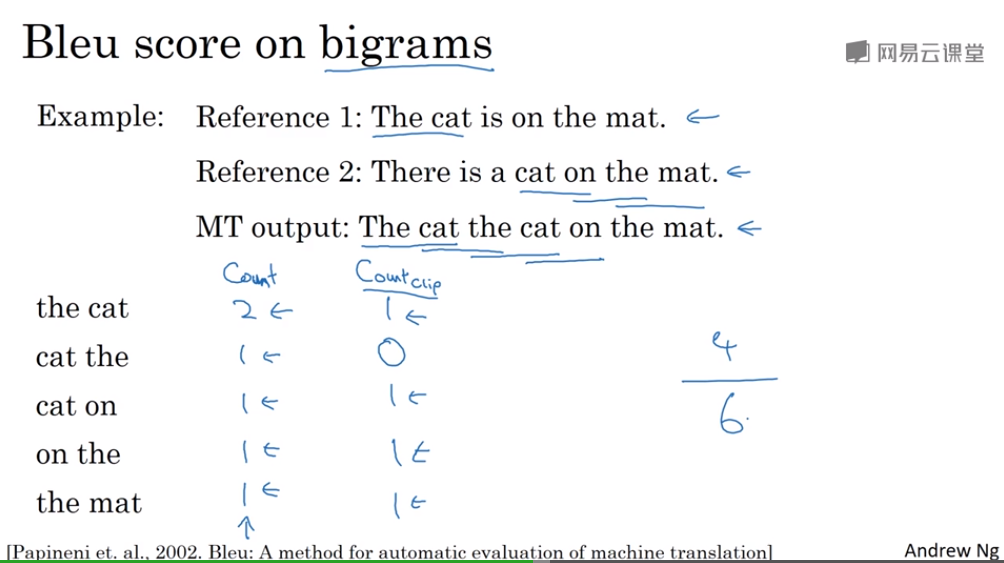 Bleu score on bigrams
网易云课堂
Example: Reference 1: The cat is on the mat. ←
Reference 2: There is a cat on the mat. ←
MT output: The cat the cat on the mat. ←
Count Count clip
the cat 2 ← 1 ←
cat the 1 ← 0
cat on 1 ← 1 ←
on the 1 ← 1 ←
the mat 1 ← 1 ←
↑
4
6
[Papineni et. al., 2002. Bleu: A method for automatic evaluation of machine translation]
Andrew Ng